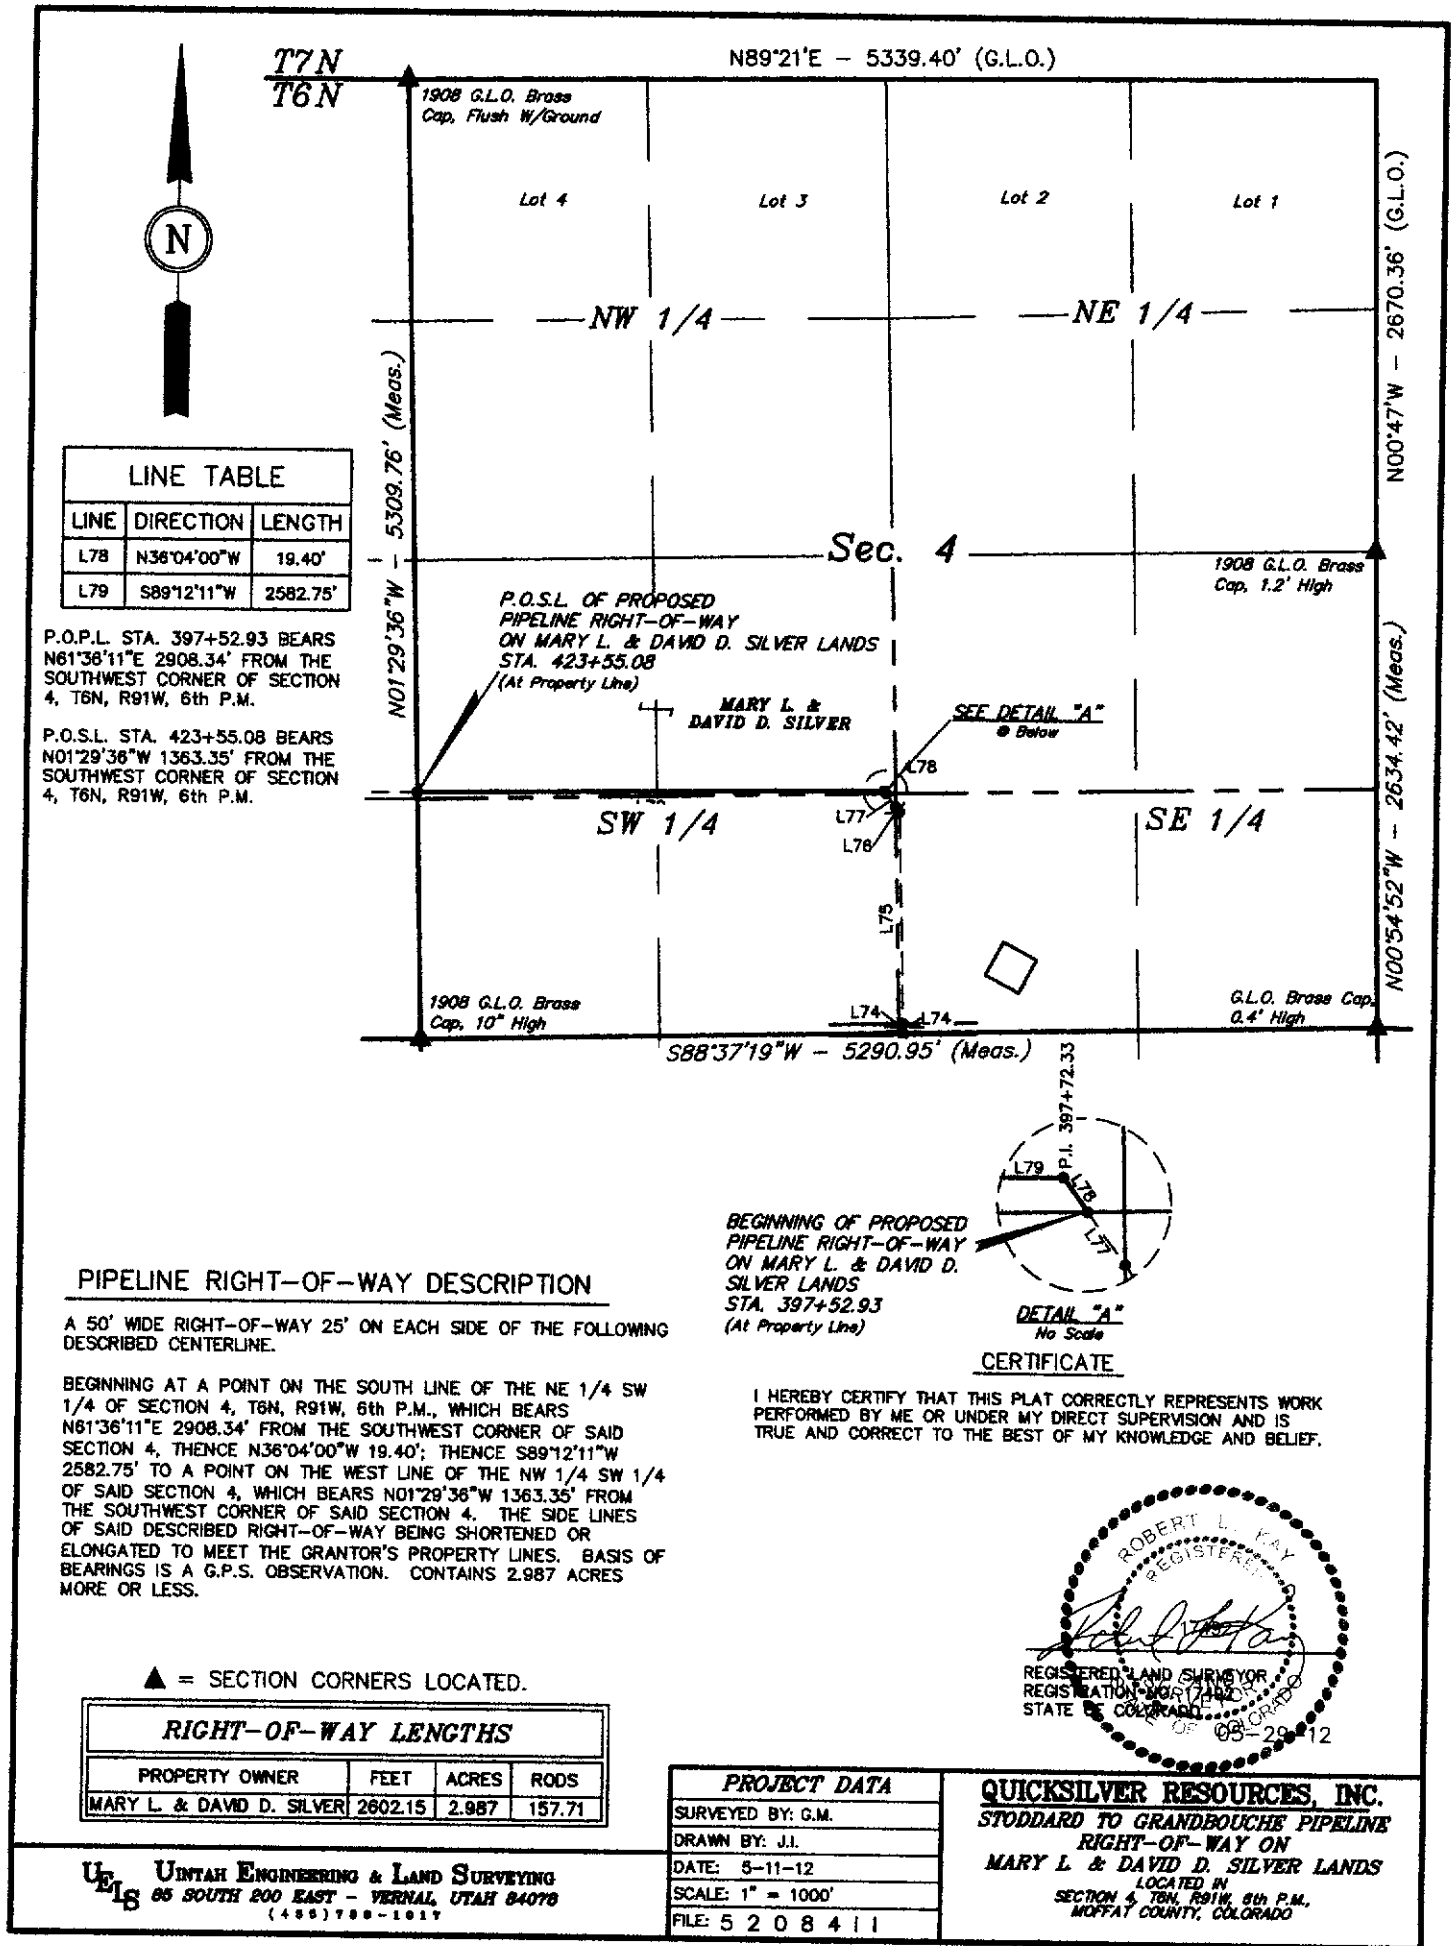 T7N
T6N
N89°21'E - 5339.40' (G.L.O.)
1908 G.L.O. Brass
Cap, Flush W/Ground
Lot 4
Lot 3
Lot 2
Lot 1
N
NW 1/4
NE 1/4
N00°47'W - 2670.36' (G.L.O.)
N01°29'36"W - 5309.76' (Meas.)
LINE TABLE
LINE DIRECTION LENGTH
L78 N36°04'00"W 19.40'
L79 S89°12'11"W 2582.75'
Sec. 4
1908 G.L.O. Brass
Cap, 1.2' High
P.O.P.L. STA. 397+52.93 BEARS
N61°36'11"E 2908.34' FROM THE
SOUTHWEST CORNER OF SECTION
4, T6N, R91W, 6th P.M.
P.O.S.L. STA. 423+55.08 BEARS
N01°29'36"W 1363.35' FROM THE
SOUTHWEST CORNER OF SECTION
4, T6N, R91W, 6th P.M.
P.O.S.L. OF PROPOSED
PIPELINE RIGHT-OF-WAY
ON MARY L. & DAVID D. SILVER LANDS
STA. 423+55.08
(At Property Line)
MARY L. &
DAVID D. SILVER
SEE DETAIL "A"
@ Below
L78
L77
L76
SW 1/4
SE 1/4
L75
N00°54'52"W - 2634.42' (Meas.)
1908 G.L.O. Brass
Cap, 10" High
L74
L74
G.L.O. Brass Cap,
0.4' High
S88°37'19"W - 5290.95' (Meas.)
P.I. 397+72.33
L79
L78
L77
BEGINNING OF PROPOSED
PIPELINE RIGHT-OF-WAY
ON MARY L. & DAVID D.
SILVER LANDS
STA. 397+52.93
(At Property Line)
DETAIL "A"
No Scale
PIPELINE RIGHT-OF-WAY DESCRIPTION
A 50' WIDE RIGHT-OF-WAY 25' ON EACH SIDE OF THE FOLLOWING
DESCRIBED CENTERLINE.
BEGINNING AT A POINT ON THE SOUTH LINE OF THE NE 1/4 SW
1/4 OF SECTION 4, T6N, R91W, 6th P.M., WHICH BEARS
N61°36'11"E 2908.34' FROM THE SOUTHWEST CORNER OF SAID
SECTION 4, THENCE N36°04'00"W 19.40'; THENCE S89°12'11"W
2582.75' TO A POINT ON THE WEST LINE OF THE NW 1/4 SW 1/4
OF SAID SECTION 4, WHICH BEARS N01°29'36"W 1363.35' FROM
THE SOUTHWEST CORNER OF SAID SECTION 4. THE SIDE LINES
OF SAID DESCRIBED RIGHT-OF-WAY BEING SHORTENED OR
ELONGATED TO MEET THE GRANTOR'S PROPERTY LINES. BASIS OF
BEARINGS IS A G.P.S. OBSERVATION. CONTAINS 2.987 ACRES
MORE OR LESS.
CERTIFICATE
I HEREBY CERTIFY THAT THIS PLAT CORRECTLY REPRESENTS WORK
PERFORMED BY ME OR UNDER MY DIRECT SUPERVISION AND IS
TRUE AND CORRECT TO THE BEST OF MY KNOWLEDGE AND BELIEF.
ROBERT L. KAY
REGISTERED
REGISTERED LAND SURVEYOR
REGISTRATION NO. 17492
STATE OF COLORADO
OF COLORADO
05-29-12
▲ = SECTION CORNERS LOCATED.
RIGHT-OF-WAY LENGTHS
PROPERTY OWNER FEET ACRES RODS
MARY L. & DAVID D. SILVER 2602.15 2.987 157.71
UELS UINTAH ENGINEERING & LAND SURVEYING
85 SOUTH 200 EAST - VERNAL, UTAH 84078
PROJECT DATA
SURVEYED BY: G.M.
DRAWN BY: J.I.
DATE: 5-11-12
SCALE: 1" = 1000'
FILE: 5 2 0 8 4 1 1
QUICKSILVER RESOURCES, INC.
STODDARD TO GRANDBOUCHE PIPELINE
RIGHT-OF-WAY ON
MARY L & DAVID D. SILVER LANDS
LOCATED IN
SECTION 4, T6N, R91W, 6th P.M.,
MOFFAT COUNTY, COLORADO